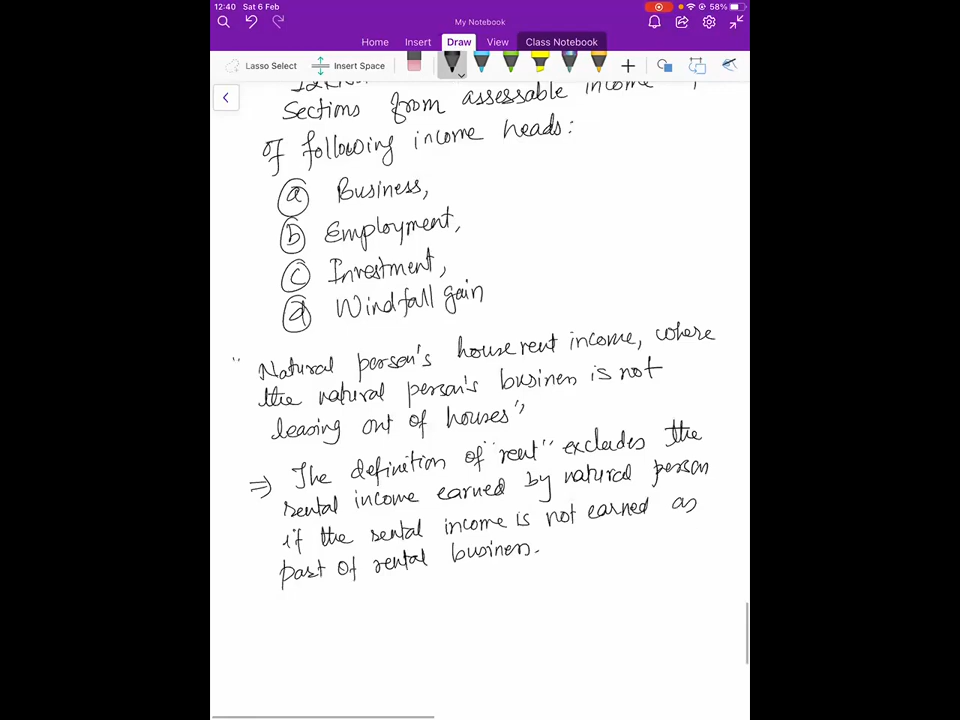 12:40 Sat 6 Feb
58%
My Notebook
Home Insert Draw View Class Notebook
Lasso Select Insert Space
Sections from assessable income
of following income heads:
a Business,
b Employment,
c Investment,
d Windfall gain
" Natural person's house rent income, where
the natural person's business is not
leasing out of houses"
⇒ The definition of "rent" excludes the
rental income earned by natural person
if the rental income is not earned as
part of rental business.